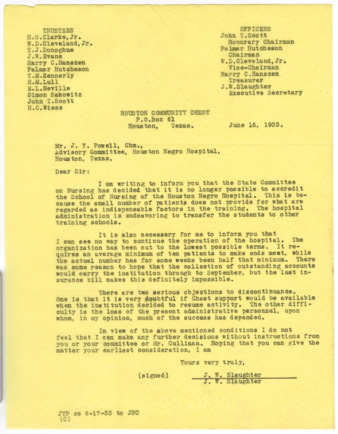 TRUSTEES
H.O.Clarke,Jr.
W.D.Cleveland,Jr.
T.J.Donoghue
J.W.Evans
Harry C.Hanszen
Palmer Hutcheson
T.M.Kennerly
H.M.Lull
E.L.Neville
Simon Sakowitz
John T.Scott
H.C.Wiess
OFFICERS
John T.Scott
Honorary Chairman
Palmer Hutcheson
Chairman
W.D.Cleveland,Jr.
Vice-Chairman
Harry C.Hanszen
Treasurer
J.W.Slaughter
Executive Secretary
HOUSTON COMMUNITY CHEST
P.O.Box 61
Houston, Texas.
June 16, 1933.
Mr. J. Y. Powell, Chm.,
Advisory Committee, Houston Negro Hospital,
Houston, Texas.
Dear Sir:
I am writing to inform you that the State Committee
on Nursing has decided that it is no longer possible to accredit
the School of Nursing of the Houston Negro Hospital. This is be-
cause the small number of patients does not provide for what are
regarded as indispensable factors in the training. The hospital
administration is endeavoring to transfer the students to other
training schools.
It is also necessary for me to inform you that
I can see no way to continue the operation of the hospital. The
organization has been cut to the lowest possible terms. It re-
quires an average minimum of ten patients to make ends meet, while
the actual number has for some weeks been half that minimum. There
was some reason to hope that the collection of outstanding accounts
would carry the institution through to September, but the last in-
surance bill makes this definitely impossible.
There are two serious objections to discontinuance.
One is that it is very doubtful if Chest support would be available
when the institution decided to resume activity. The other diffi-
culty is the loss of the present administrative personnel, upon
whom, in my opinion, much of the success has depended.
In view of the above mentioned conditions I do not
feel that I can make any further decisions without instructions from
you or your committee or Mr. Cullinan. Hoping that you can give the
matter your earliest consideration, I am
Yours very truly,
(signed) J. W. Slaughter
J. W. Slaughter
JYP cc 6-17-33 to JSC
(C)